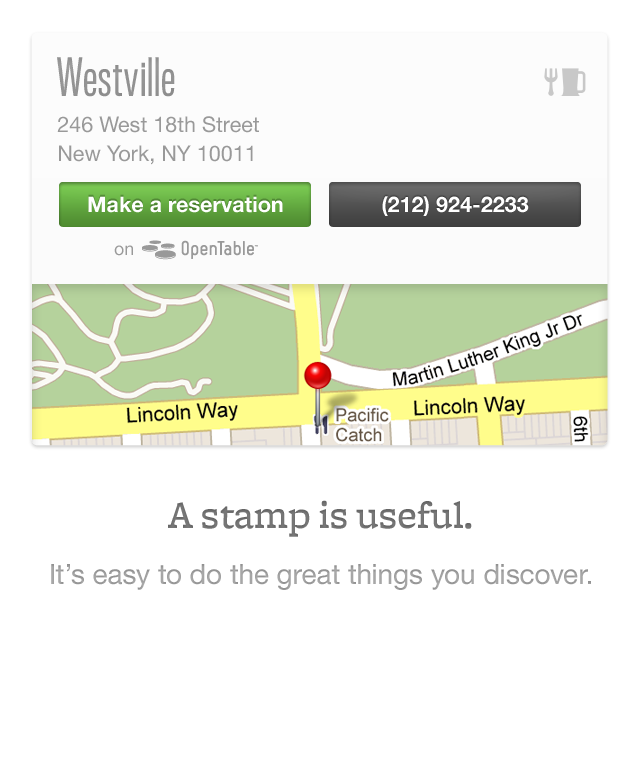 Westville
246 West 18th Street
New York, NY 10011
Make a reservation
(212) 924-2233
on OpenTable
Martin Luther King Jr Dr
Lincoln Way
Lincoln Way
Pacific
Catch
6th
A stamp is useful.
It's easy to do the great things you discover.